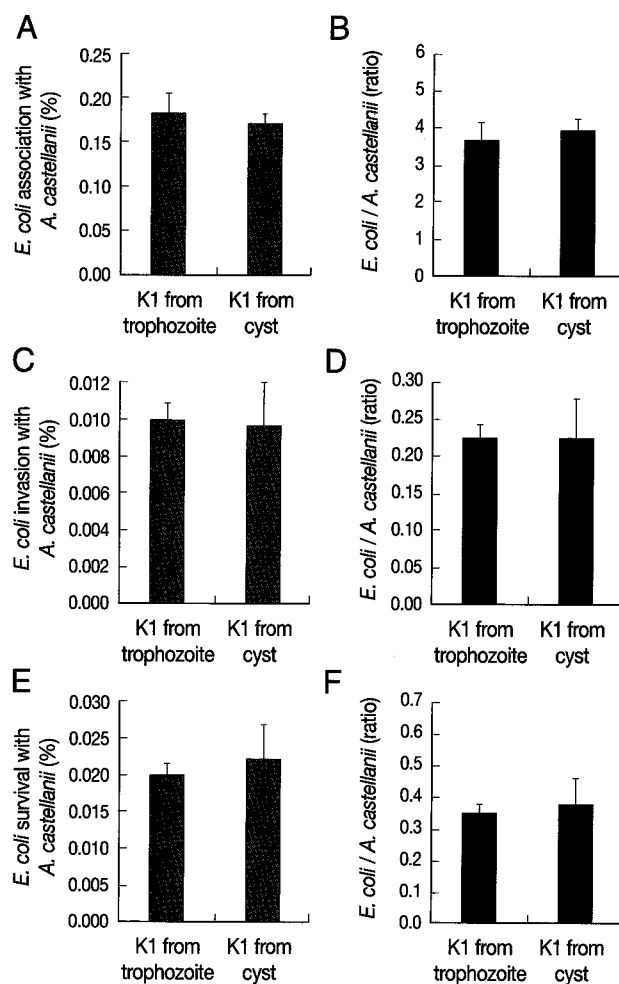 A
E. coli association with
A. castellanii (%)
0.25
0.20
0.15
0.10
0.05
0.00
K1 from
trophozoite
K1 from
cyst
B
E. coli / A. castellanii (ratio)
6
5
4
3
2
1
0
K1 from
trophozoite
K1 from
cyst
C
E. coli invasion with
A. castellanii (%)
0.012
0.010
0.008
0.006
0.004
0.002
0.000
K1 from
trophozoite
K1 from
cyst
D
E. coli / A. castellanii (ratio)
0.30
0.25
0.20
0.15
0.10
0.05
0.00
K1 from
trophozoite
K1 from
cyst
E
E. coli survival with
A. castellanii (%)
0.030
0.025
0.020
0.015
0.010
0.005
0.000
K1 from
trophozoite
K1 from
cyst
F
E. coli / A. castellanii (ratio)
0.7
0.6
0.5
0.4
0.3
0.2
0.1
0.0
K1 from
trophozoite
K1 from
cyst